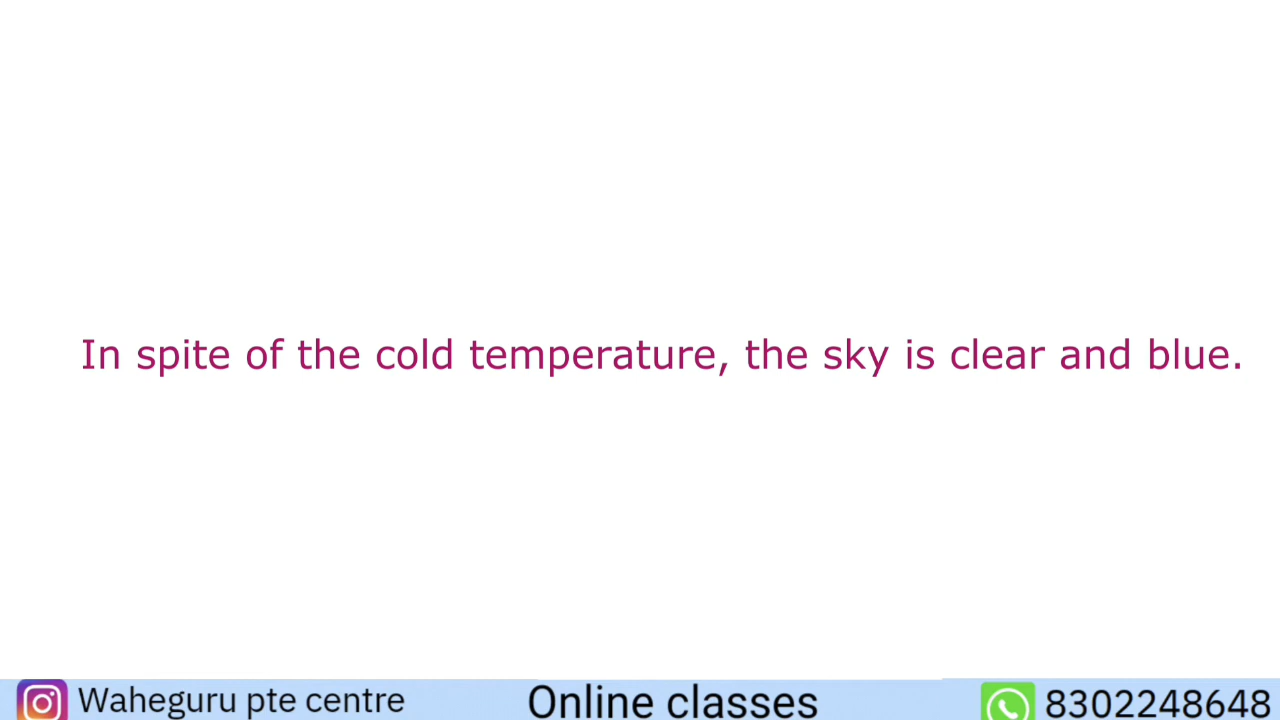 In spite of the cold temperature, the sky is clear and blue.
Waheguru pte centre Online classes 8302248648